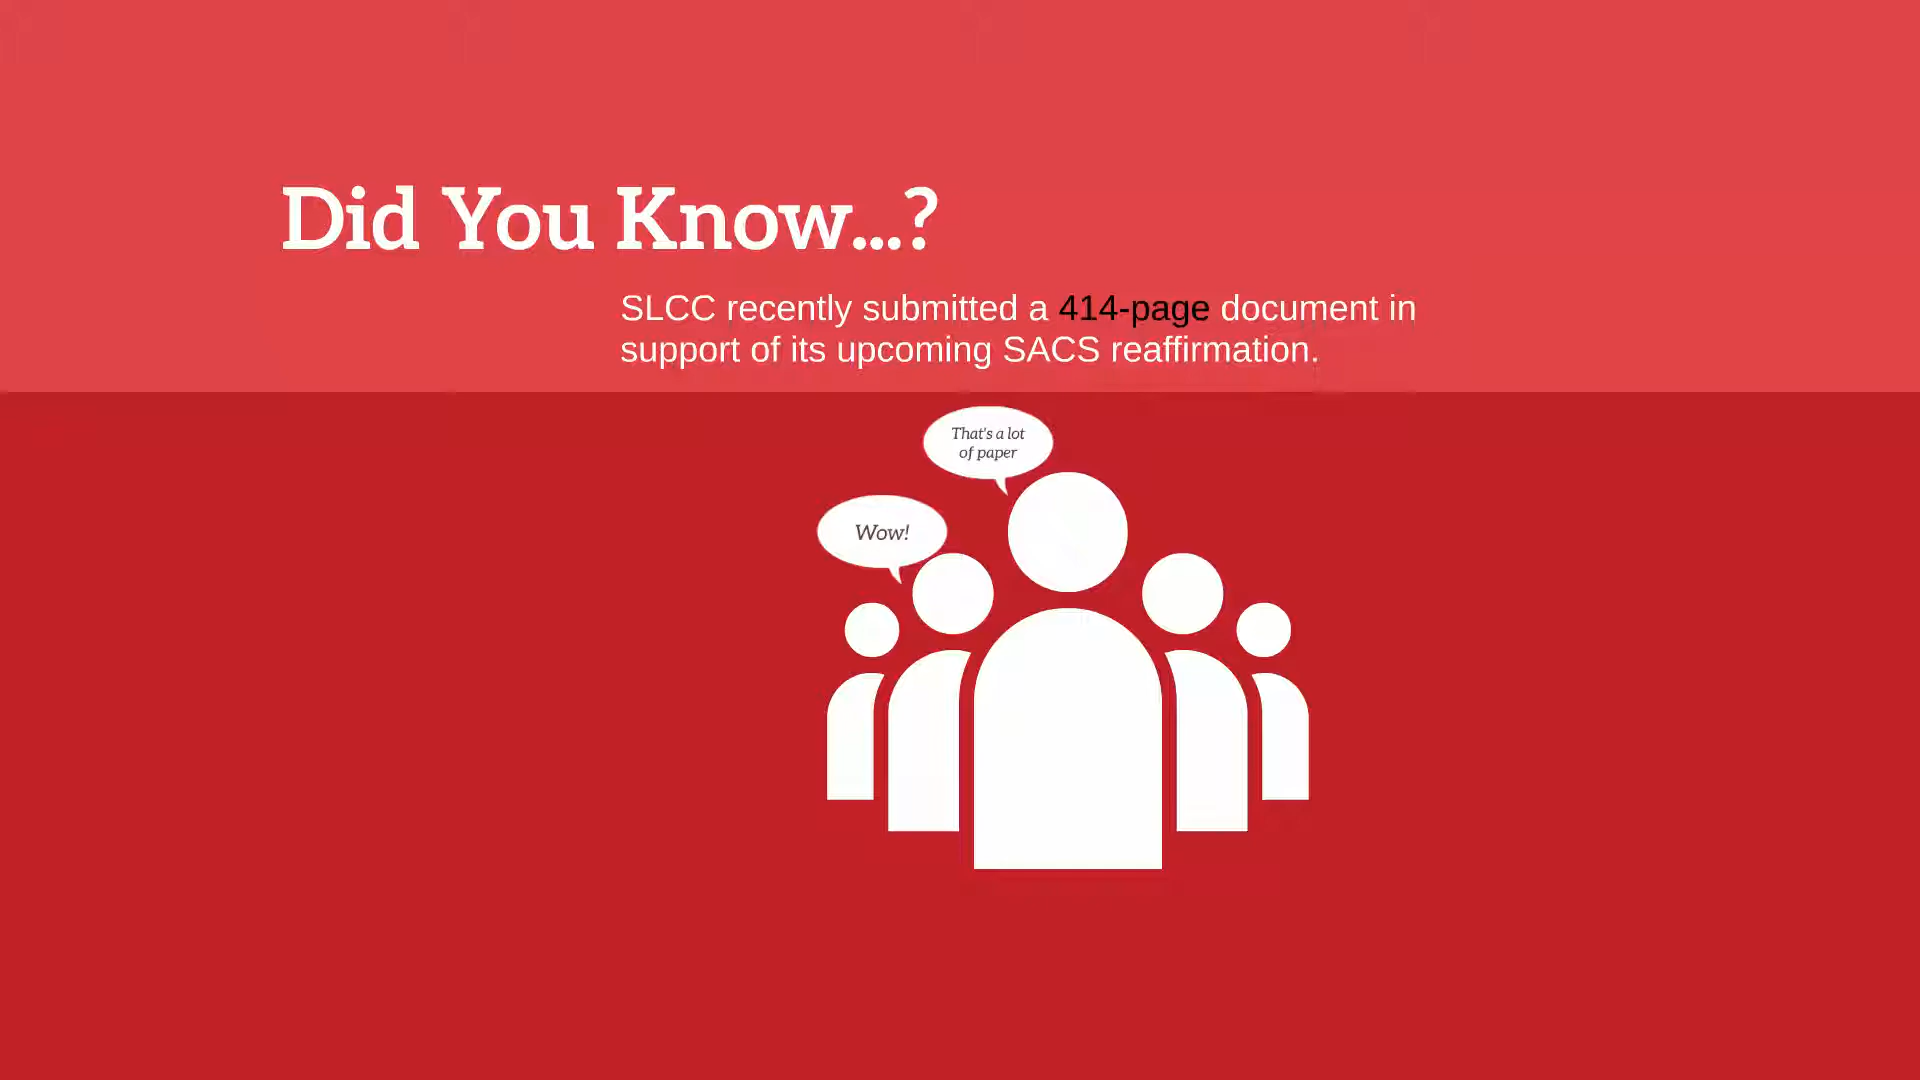 Did You Know...?
SLCC recently submitted a 414-page document in
support of its upcoming SACS reaffirmation.
That's a lot
of paper
Wow!